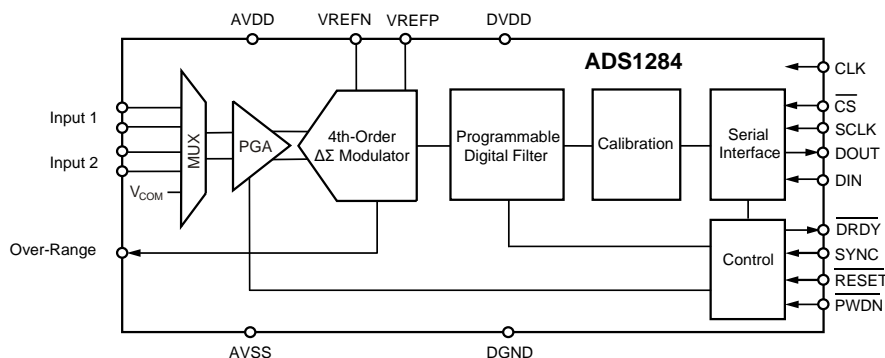 AVDD
VREFN
VREFP
DVDD
ADS1284
CLK
Input 1
Input 2
MUX
PGA
4th-Order
ΔΣ Modulator
Programmable
Digital Filter
Calibration
Serial
Interface
CS
SCLK
DOUT
DIN
VCOM
Over-Range
Control
DRDY
SYNC
RESET
PWDN
AVSS
DGND